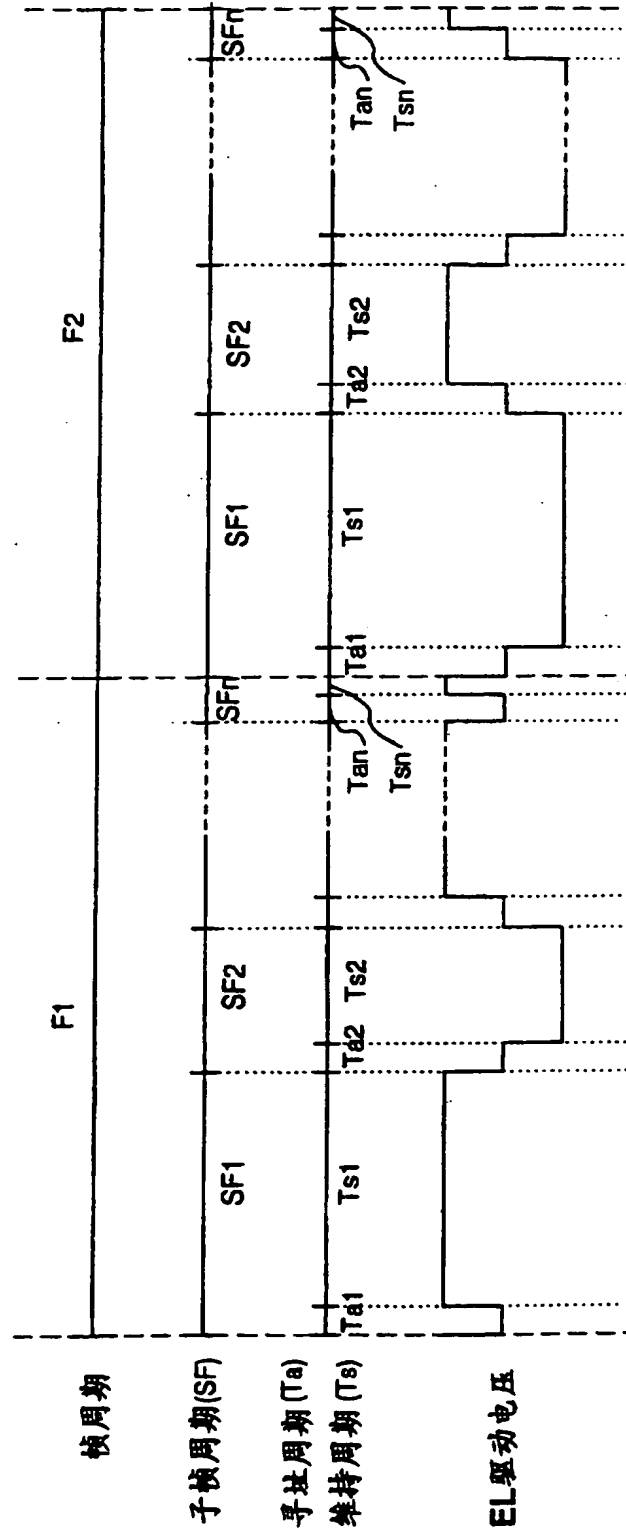 帧周期
F1
F2
子帧周期(SF)
SF1
SF2
SFn
SF1
SF2
SFn
寻址周期(Ta)
维持周期(Ts)
Ta1
Ts1
Ta2
Ts2
Tan
Tsn
Ta1
Ts1
Ta2
Ts2
Tan
Tsn
EL驱动电压